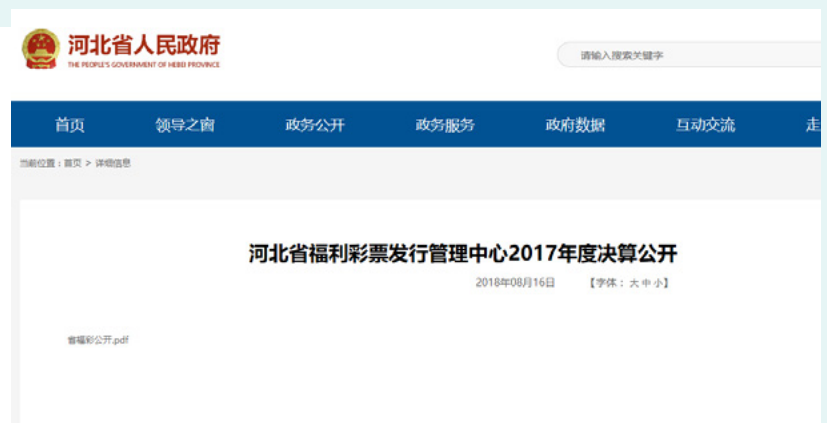 河北省人民政府
THE PEOPLE'S GOVERNMENT OF HEBEI PROVINCE
请输入搜索关键字
首页 领导之窗 政务公开 政务服务 政府数据 互动交流 走
当前位置：首页 > 详细信息
河北省福利彩票发行管理中心2017年度决算公开
2018年08月16日 【字体：大 中 小】
省福彩公开.pdf